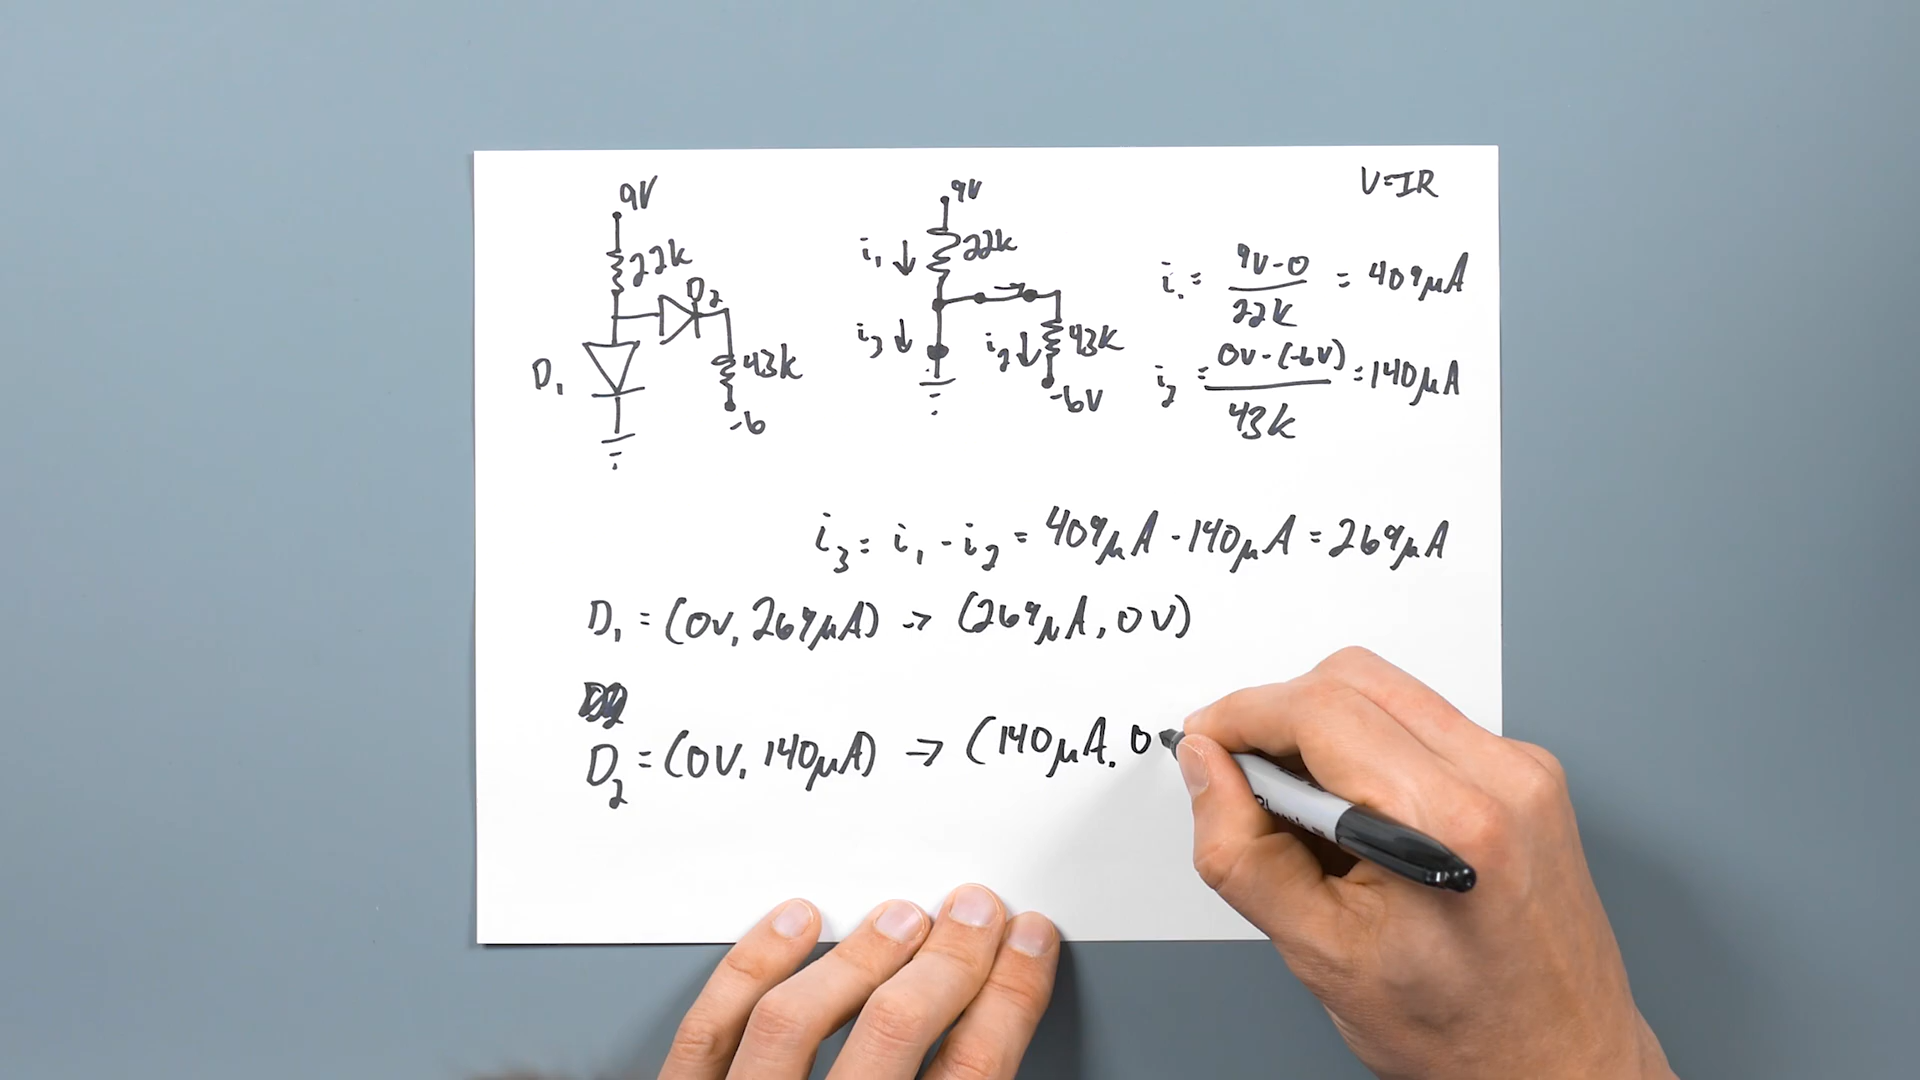 V=IR
9V
22k
D2
D1
43k
-6
9V
i1 ↓ 22k
i3 ↓
i2 ↓ 43k
-6V
i1 = 9V-0 / 22k = 409µA
i2 = 0V-(-6V) / 43k = 140µA
i3 = i1 - i2 = 409µA - 140µA = 269µA
D1 = (0V, 269µA) → (269µA, 0V)
D2 = (0V, 140µA) → (140µA, 0